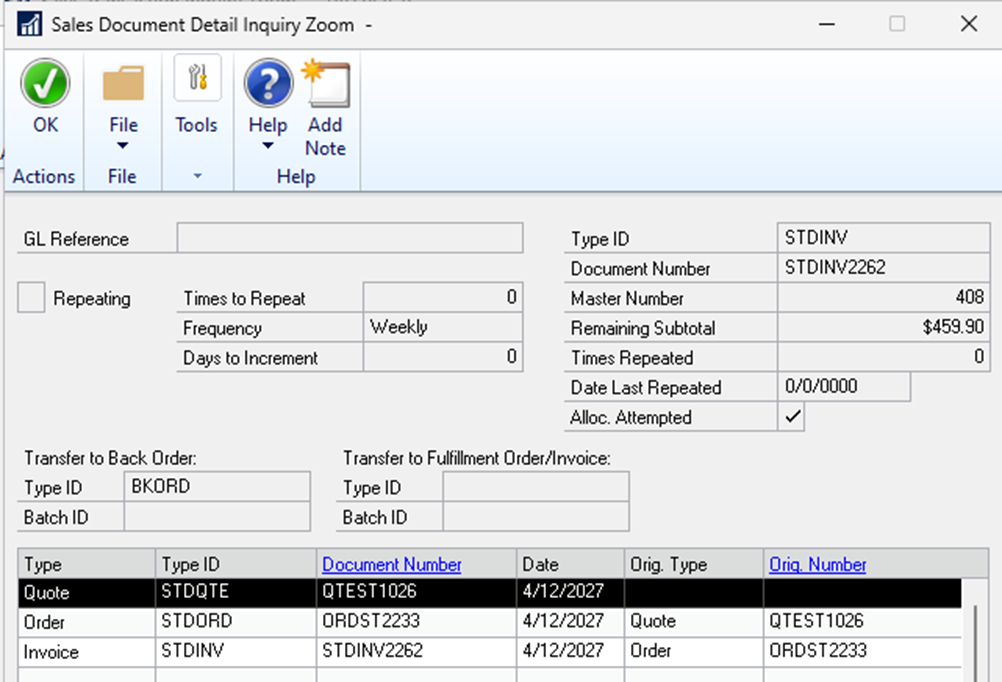 Sales Document Detail Inquiry Zoom -
OK File Tools Help Add Note
Actions File Help
GL Reference
Repeating
Times to Repeat 0
Frequency Weekly
Days to Increment 0
Type ID STDINV
Document Number STDINV2262
Master Number 408
Remaining Subtotal $459.90
Times Repeated 0
Date Last Repeated 0/0/0000
Alloc. Attempted
Transfer to Back Order:
Type ID BKORD
Batch ID
Transfer to Fulfillment Order/Invoice:
Type ID
Batch ID
Type Type ID Document Number Date Orig. Type Orig. Number
Quote STDQTE QTEST1026 4/12/2027
Order STDORD ORDST2233 4/12/2027 Quote QTEST1026
Invoice STDINV STDINV2262 4/12/2027 Order ORDST2233